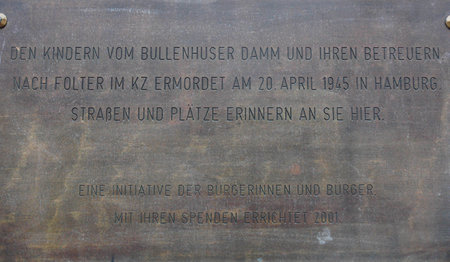 DEN KINDERN VOM BULLENHUSER DAMM UND IHREN BETREUERN
NACH FOLTER IM KZ ERMORDET AM 20. APRIL 1945 IN HAMBURG.
STRAßEN UND PLÄTZE ERINNERN AN SIE HIER.
EINE INITIATIVE DER BÜRGERINNEN UND BÜRGER.
MIT IHREN SPENDEN ERRICHTET 2001.